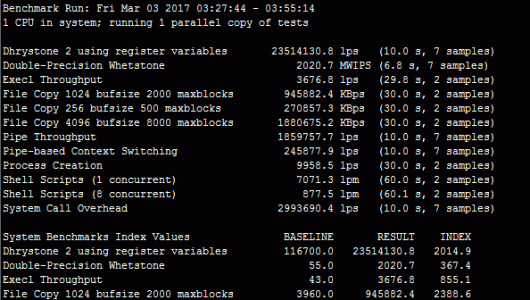 Benchmark Run: Fri Mar 03 2017 03:27:44 - 03:55:14
1 CPU in system; running 1 parallel copy of tests
Dhrystone 2 using register variables 23514130.8 lps (10.0 s, 7 samples)
Double-Precision Whetstone 2020.7 MWIPS (6.8 s, 7 samples)
Execl Throughput 3676.8 lps (29.8 s, 2 samples)
File Copy 1024 bufsize 2000 maxblocks 945882.4 KBps (30.0 s, 2 samples)
File Copy 256 bufsize 500 maxblocks 270857.3 KBps (30.0 s, 2 samples)
File Copy 4096 bufsize 8000 maxblocks 1880675.2 KBps (30.0 s, 2 samples)
Pipe Throughput 1859757.7 lps (10.0 s, 7 samples)
Pipe-based Context Switching 245877.9 lps (10.0 s, 7 samples)
Process Creation 9958.5 lps (30.0 s, 2 samples)
Shell Scripts (1 concurrent) 7071.3 lpm (60.0 s, 2 samples)
Shell Scripts (8 concurrent) 877.5 lpm (60.1 s, 2 samples)
System Call Overhead 2993690.4 lps (10.0 s, 7 samples)
System Benchmarks Index Values BASELINE RESULT INDEX
Dhrystone 2 using register variables 116700.0 23514130.8 2014.9
Double-Precision Whetstone 55.0 2020.7 367.4
Execl Throughput 43.0 3676.8 855.1
File Copy 1024 bufsize 2000 maxblocks 3960.0 945882.4 2388.6